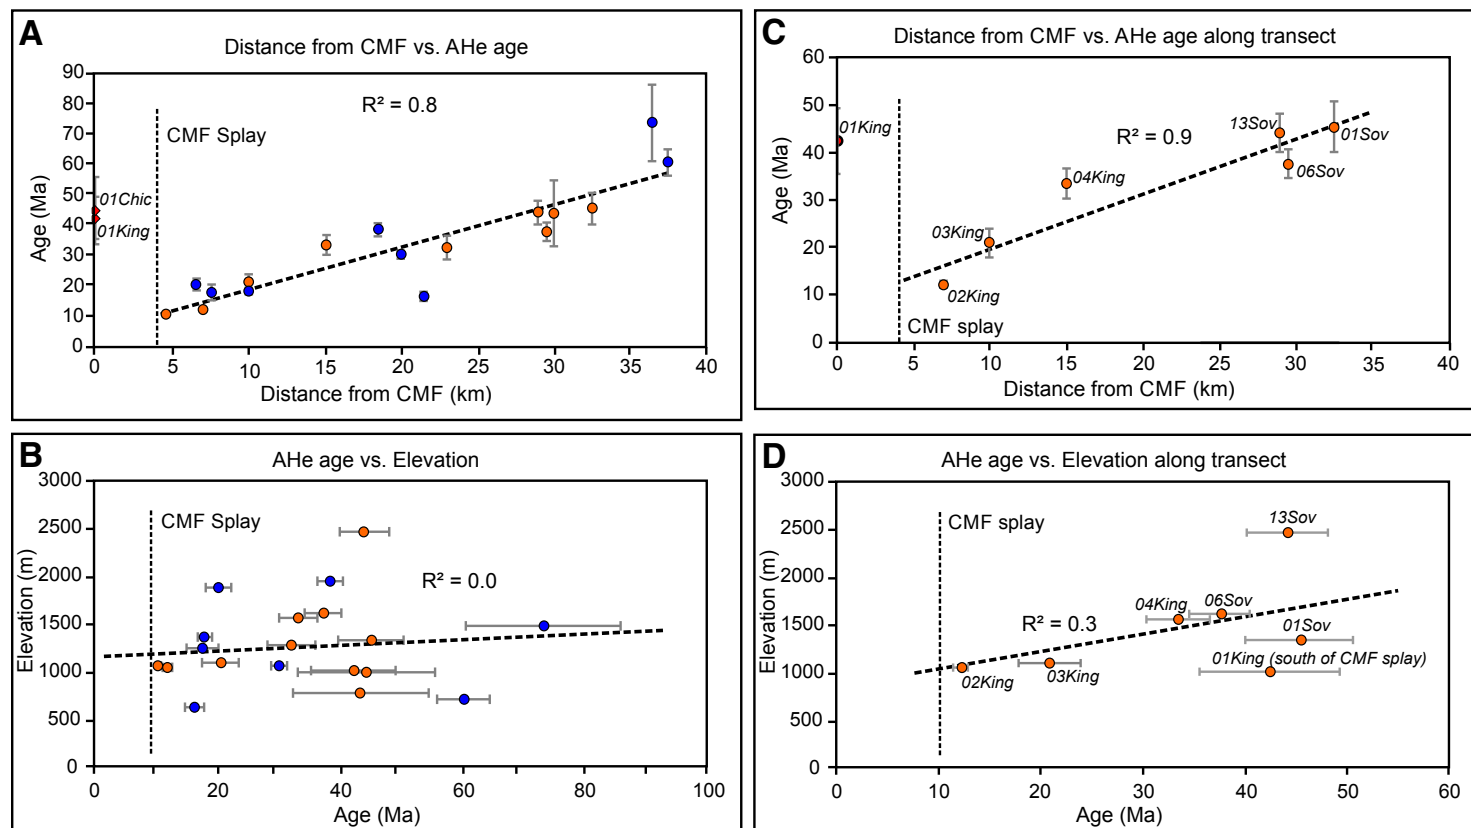 A
Distance from CMF vs. AHe age
90
80
70
60
50
40
30
20
10
0
Age (Ma)
R² = 0.8
CMF Splay
01Chic
01King
0
5
10
15
20
25
30
35
40
Distance from CMF (km)
C
Distance from CMF vs. AHe age along transect
60
50
40
30
20
10
0
Age (Ma)
R² = 0.9
01King
13Sov
01Sov
06Sov
04King
03King
02King
CMF splay
0
5
10
15
20
25
30
35
40
Distance from CMF (km)
B
AHe age vs. Elevation
3000
2500
2000
1500
1000
500
0
Elevation (m)
CMF Splay
R² = 0.0
0
20
40
60
80
100
Age (Ma)
D
AHe age vs. Elevation along transect
3000
2500
2000
1500
1000
500
0
Elevation (m)
CMF splay
13Sov
R² = 0.3
04King
06Sov
01Sov
01King (south of CMF splay)
02King
03King
0
10
20
30
40
50
60
Age (Ma)